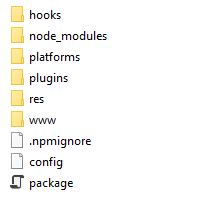 hooks
node_modules
platforms
plugins
res
www
.npmignore
config
package